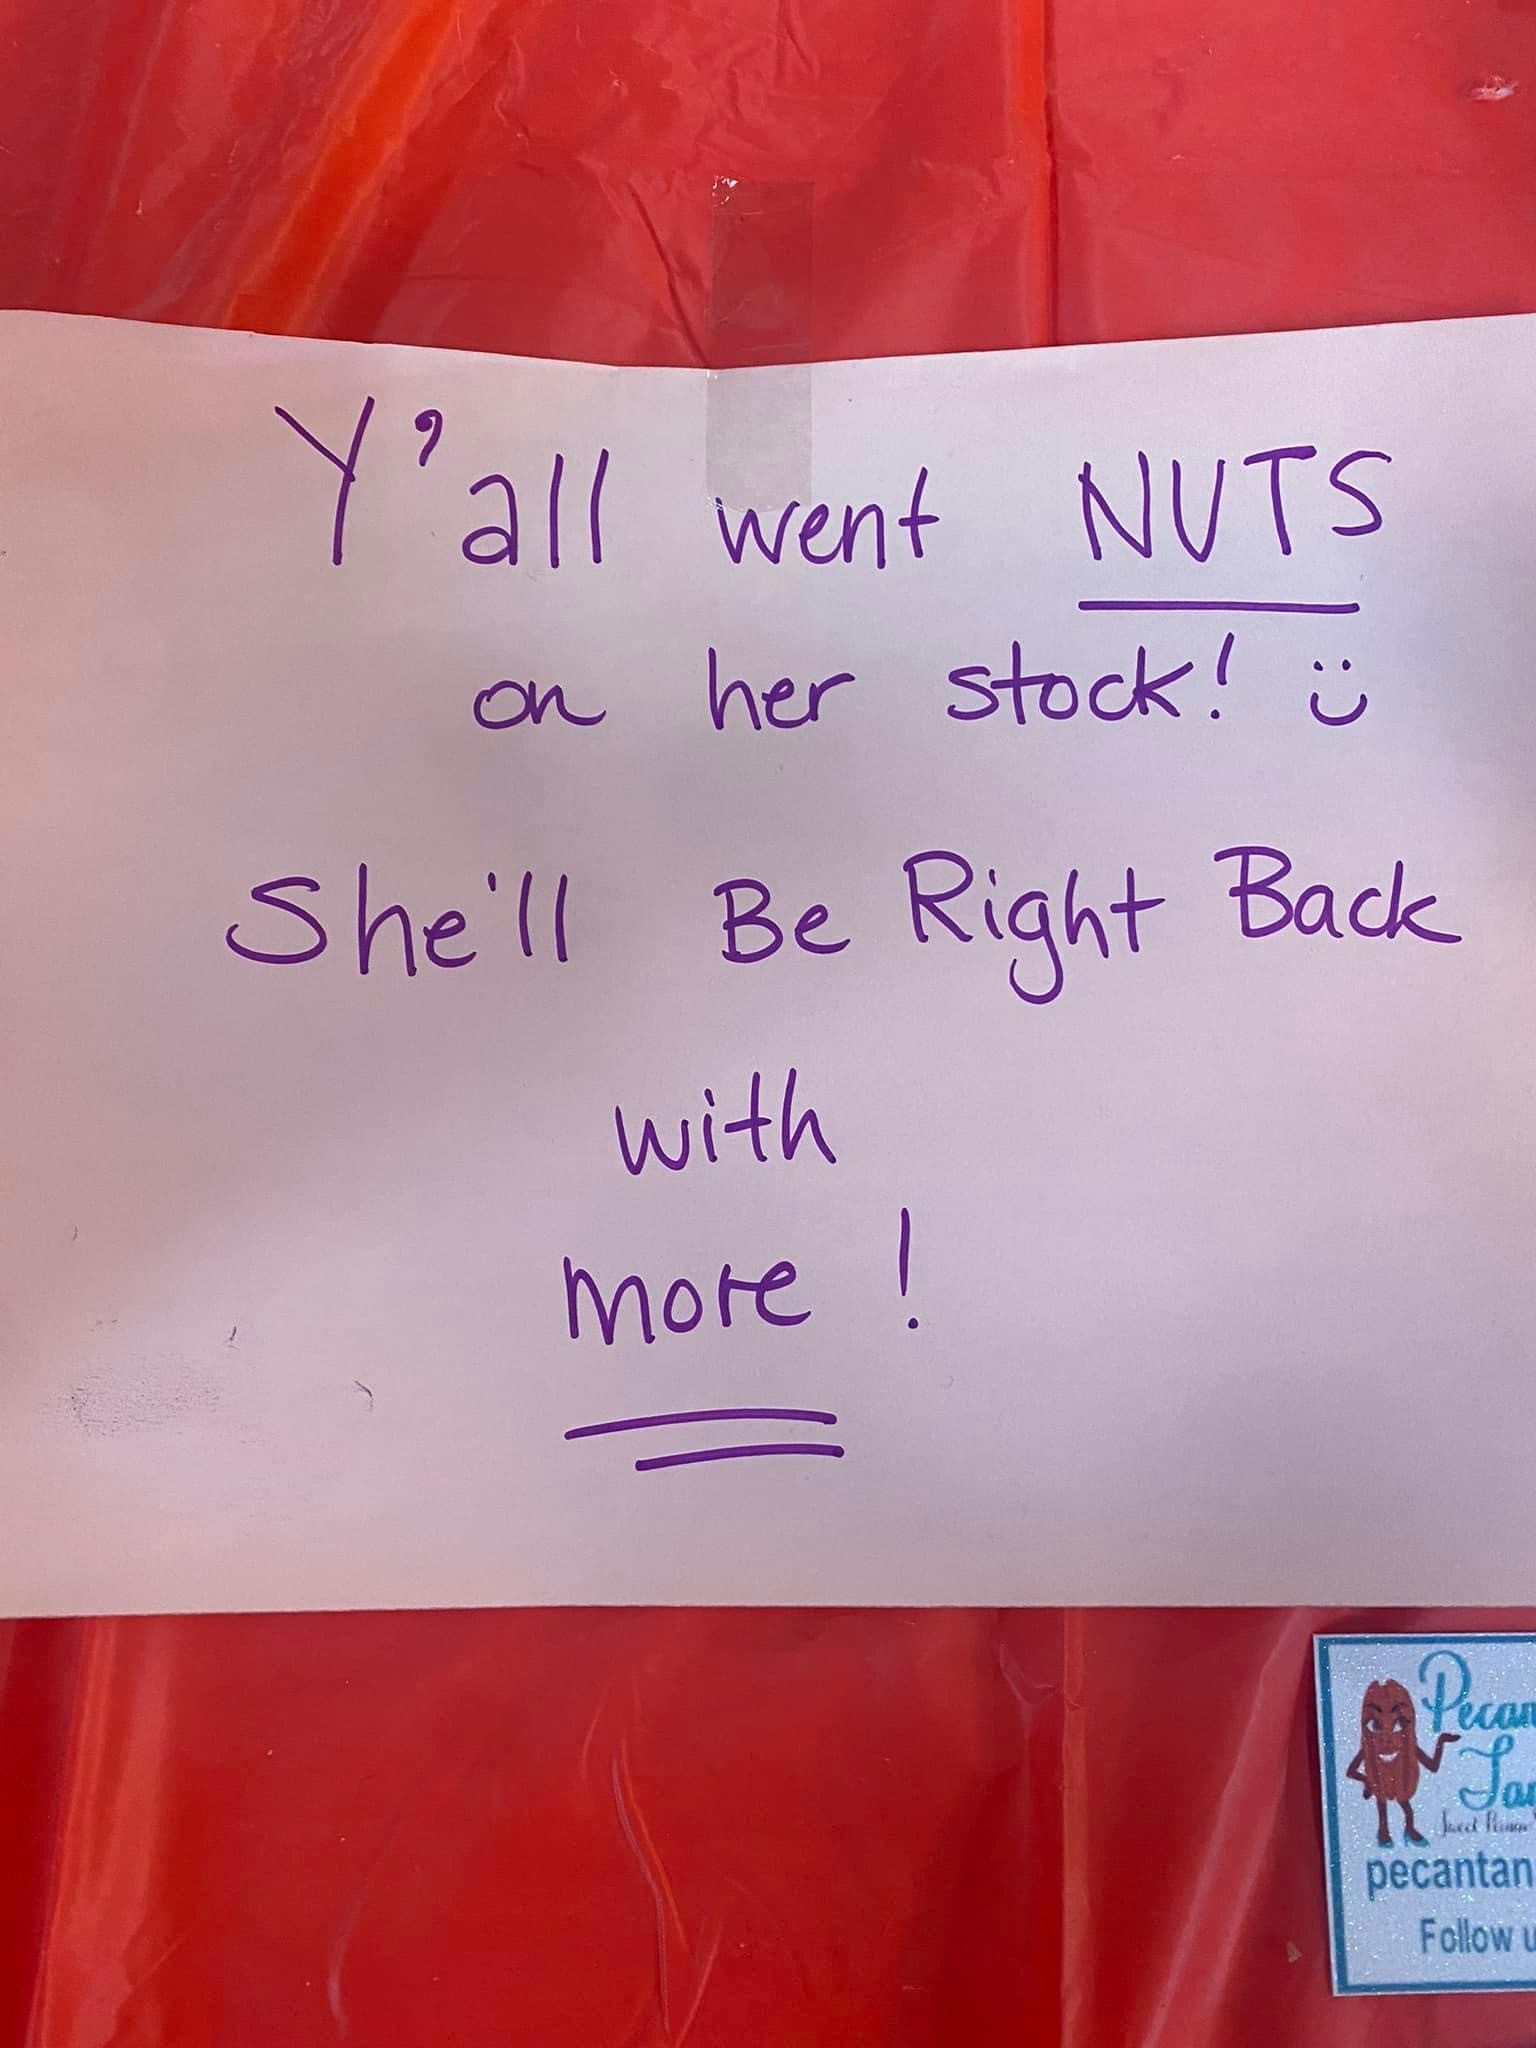 Y'all went NUTS
on her stock! :)
She'll Be Right Back
with
more!
Pecan
pecantan
Follow u